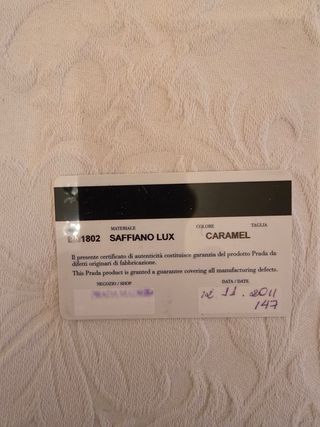 MATERIALE COLORE TAGLIA
1802 SAFFIANO LUX CARAMEL
Il presente certificato di autenticità costituisce garanzia del prodotto Prada da
difetti originari di fabbricazione.
This Prada product is granted a guarantee covering all manufacturing defects.
NEGOZIO / SHOP DATA / DATE
11.2011
147